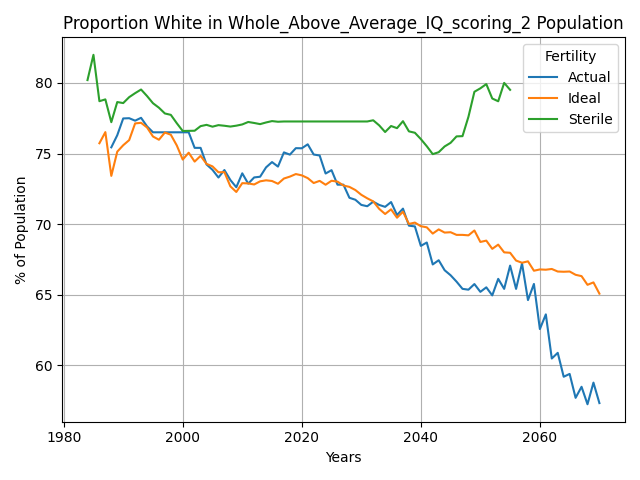 Proportion White in Whole_Above_Average_IQ_scoring_2 Population
Fertility
Actual
Ideal
Sterile
% of Population
80
75
70
65
60
1980
2000
2020
2040
2060
Years